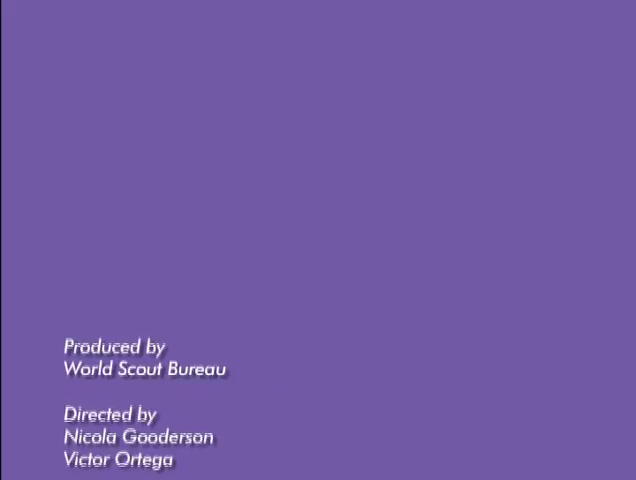 Produced by
World Scout Bureau
Directed by
Nicola Gooderson
Victor Ortega